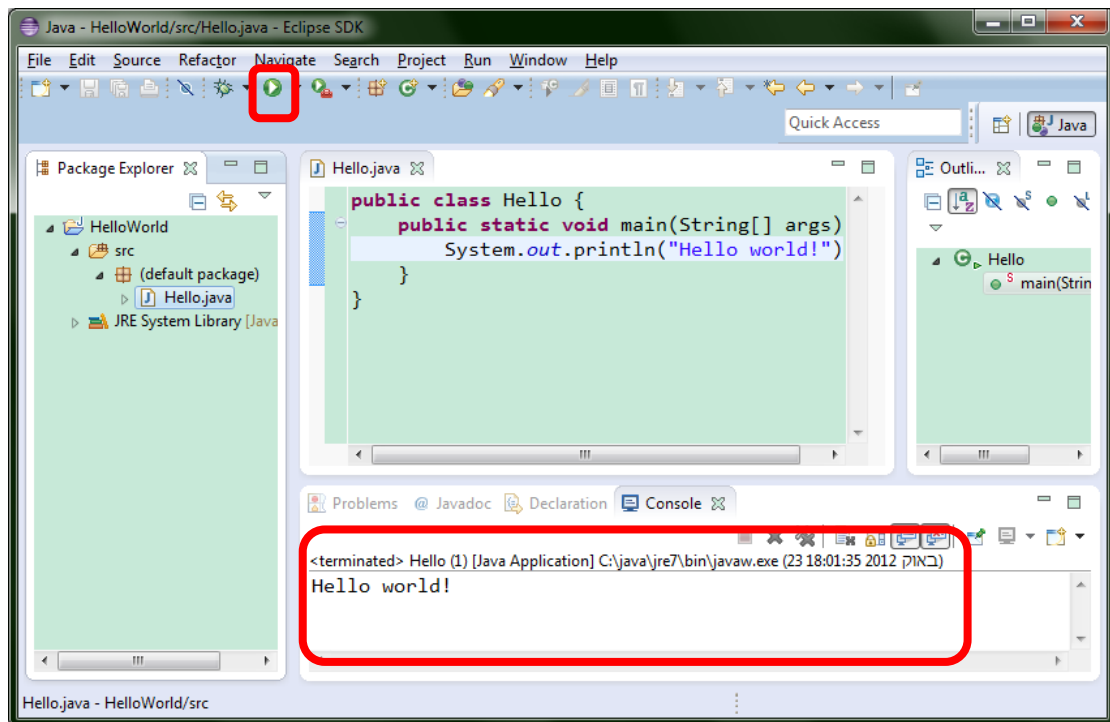 Java - HelloWorld/src/Hello.java - Eclipse SDK
File Edit Source Refactor Navigate Search Project Run Window Help
Quick Access
Java
Package Explorer
Hello.java
Outli...
HelloWorld
src
(default package)
Hello.java
JRE System Library [Java
public class Hello {
public static void main(String[] args)
System.out.println("Hello world!")
}
}
Hello
main(Strin
Problems @ Javadoc Declaration Console
<terminated> Hello (1) [Java Application] C:\java\jre7\bin\javaw.exe (23 18:01:35 2012 באוק)
Hello world!
Hello.java - HelloWorld/src